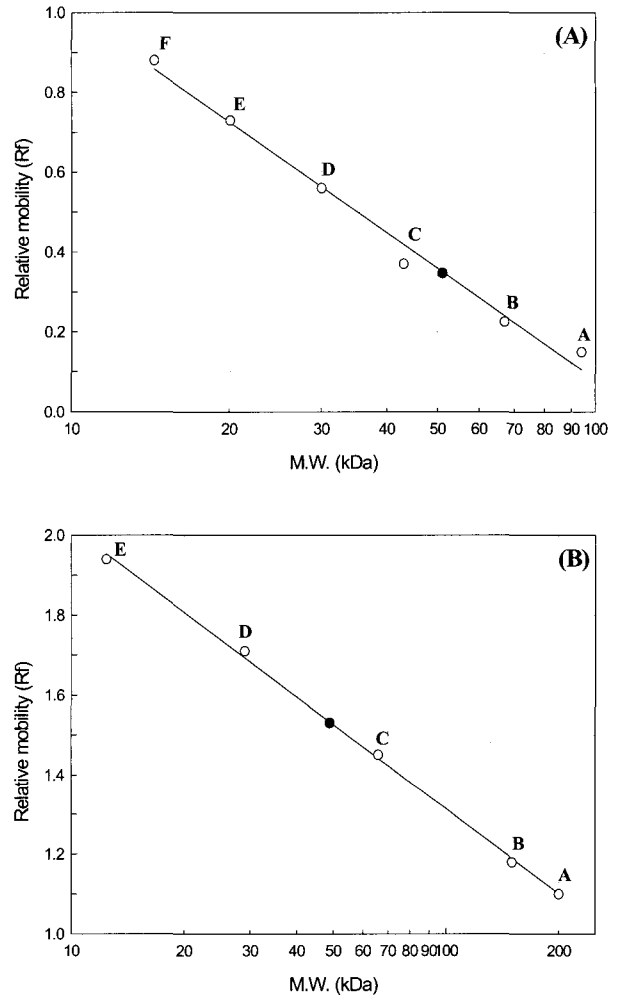 (A)
1.0
0.8
0.6
0.4
0.2
0.0
Relative mobility (Rf)
F
E
D
C
B
A
10 20 30 40 50 60 70 80 90 100
M.W. (kDa)
(B)
2.0
1.8
1.6
1.4
1.2
1.0
Relative mobility (Rf)
E
D
C
B
A
10 20 30 40 50 60 70 80 90 100 200
M.W. (kDa)